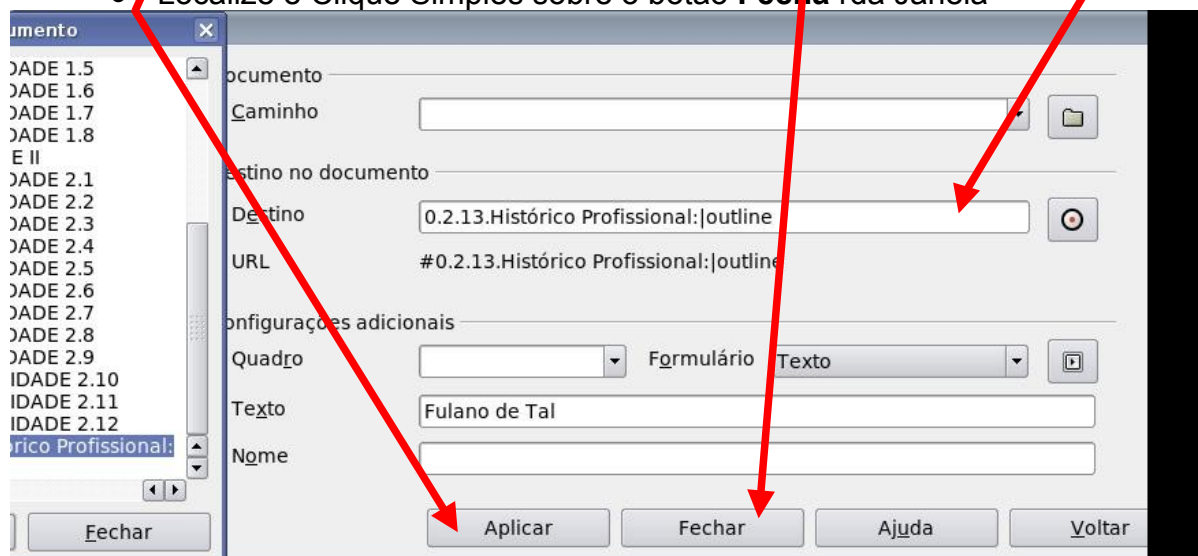 Localize e Clique Simples sobre o botão Fecha rda Janela
umento
DADE 1.5
DADE 1.6
DADE 1.7
DADE 1.8
E II
DADE 2.1
DADE 2.2
DADE 2.3
DADE 2.4
DADE 2.5
DADE 2.6
DADE 2.7
DADE 2.8
DADE 2.9
IDADE 2.10
IDADE 2.11
IDADE 2.12
órico Profissional:
Fechar
ocumento
Caminho
estino no documento
Destino 0.2.13.Histórico Profissional:|outline
URL #0.2.13.Histórico Profissional:|outline
onfigurações adicionais
Quadro Formulário Texto
Texto Fulano de Tal
Nome
Aplicar Fechar Ajuda Voltar